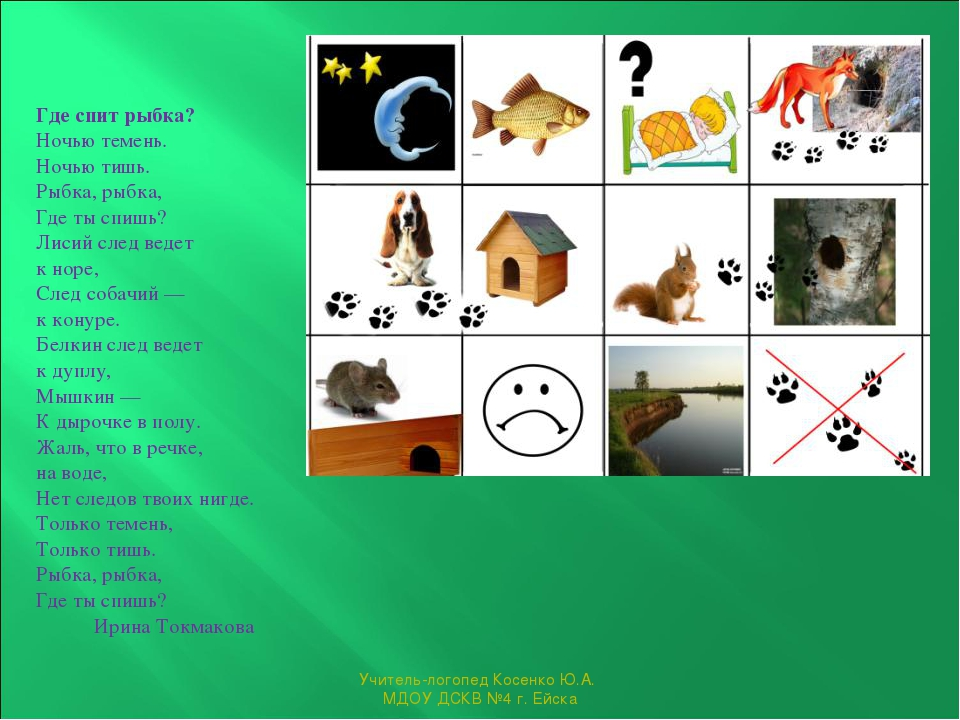 Где спит рыбка?
Ночью темень.
Ночью тишь.
Рыбка, рыбка,
Где ты спишь?
Лисий след ведет
к норе,
След собачий —
к конуре.
Белкин след ведет
к дуплу,
Мышкин —
К дырочке в полу.
Жаль, что в речке,
на воде,
Нет следов твоих нигде.
Только темень,
Только тишь.
Рыбка, рыбка,
Где ты спишь?
Ирина Токмакова
?
Учитель-логопед Косенко Ю.А.
МДОУ ДСКВ №4 г. Ейска